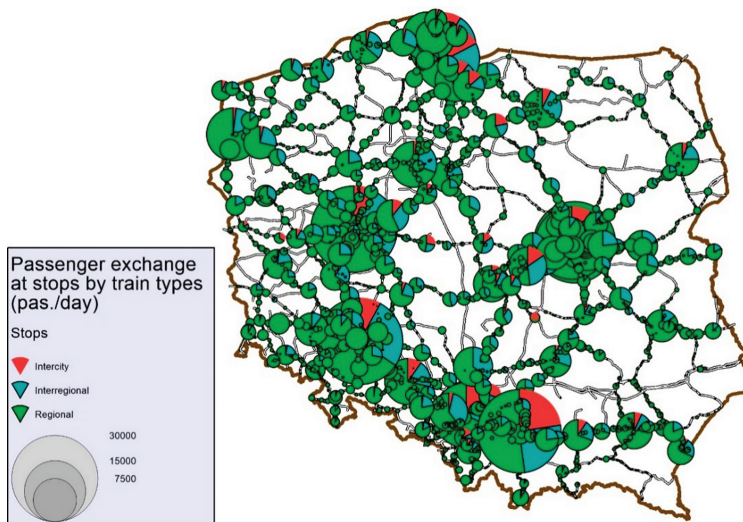 Passenger exchange
at stops by train types
(pas./day)
Stops
Intercity
Interregional
Regional
30000
15000
7500